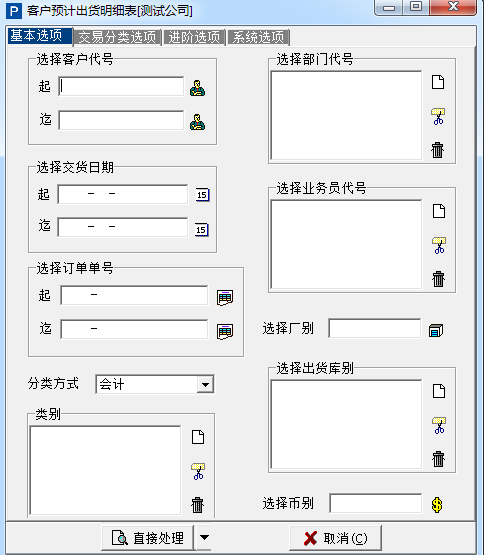 客户预计出货明细表[测试公司]
基本选项 交易分类选项 进阶选项 系统选项
选择客户代号
起
迄
选择交货日期
起 - - 15
迄 - - 15
选择订单单号
起 -
迄 -
分类方式 会计
类别
选择部门代号
选择业务员代号
选择厂别
选择出货库别
选择币别
直接处理 取消(C)